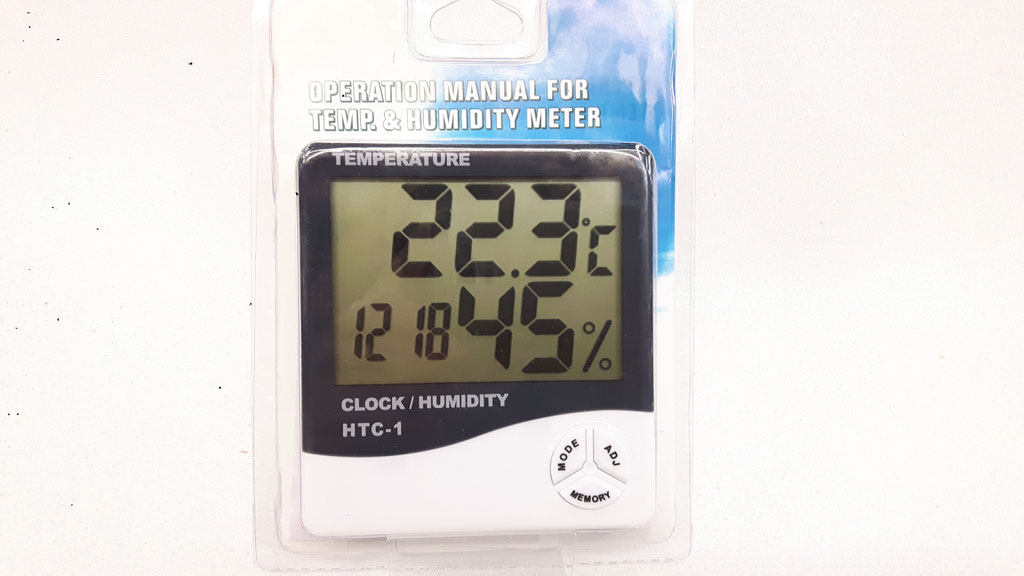 OPERATION MANUAL FOR
TEMP. & HUMIDITY METER
TEMPERATURE
22.3°C
12 18 45%
CLOCK / HUMIDITY
HTC-1
MODE
ADJ
MEMORY